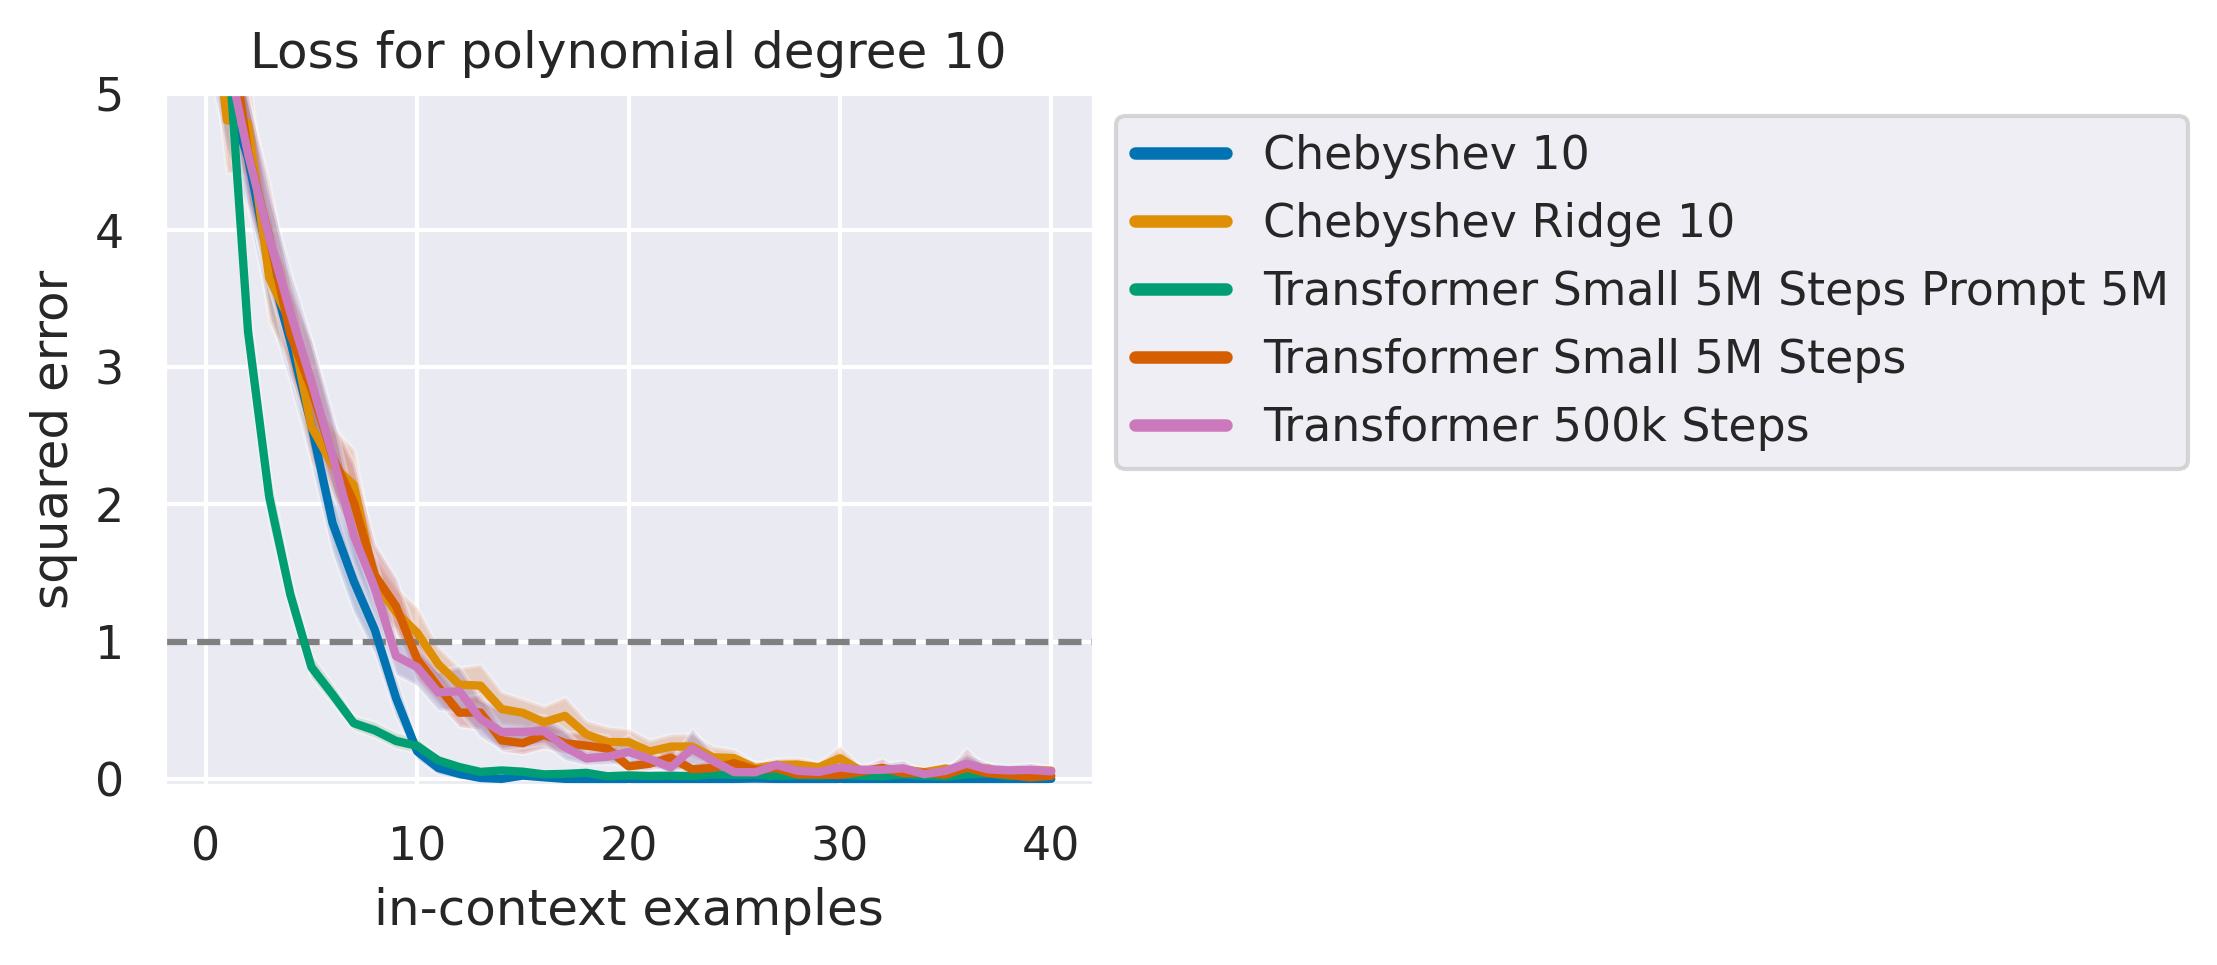 Loss for polynomial degree 10
5
4
3
2
1
0
squared error
0 10 20 30 40
in-context examples
Chebyshev 10
Chebyshev Ridge 10
Transformer Small 5M Steps Prompt 5M
Transformer Small 5M Steps
Transformer 500k Steps